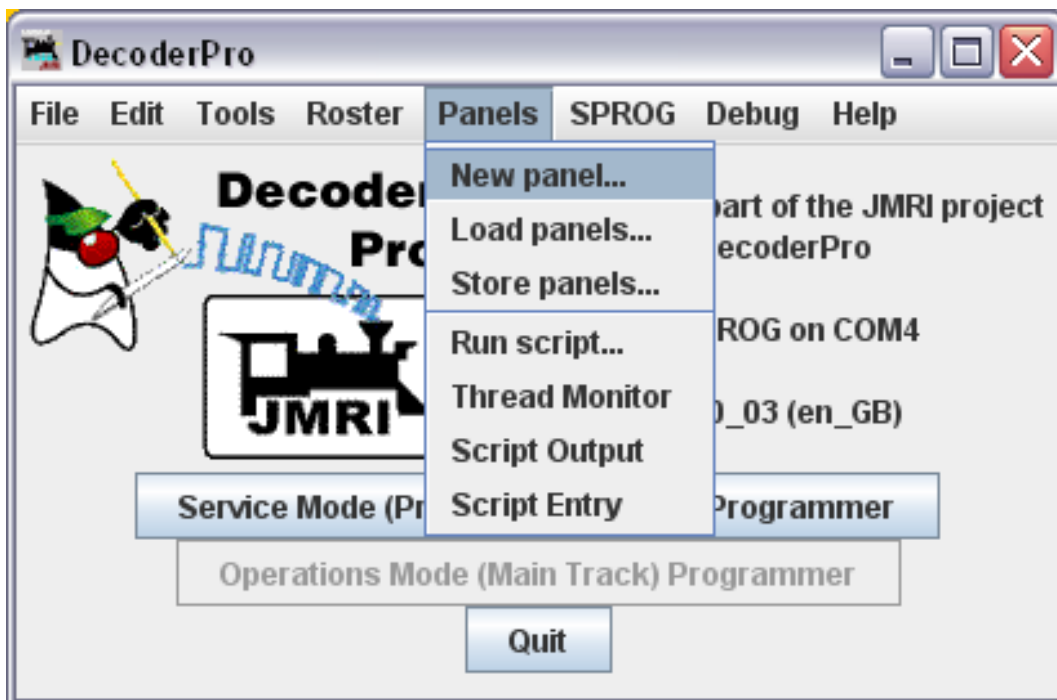 DecoderPro
File Edit Tools Roster Panels SPROG Debug Help
New panel...
Load panels...
Store panels...
Run script...
Thread Monitor
Script Output
Script Entry
Decoder
Pro
JMRI
part of the JMRI project
ecoderPro
ROG on COM4
0_03 (en_GB)
Service Mode (Pr Programmer
Operations Mode (Main Track) Programmer
Quit